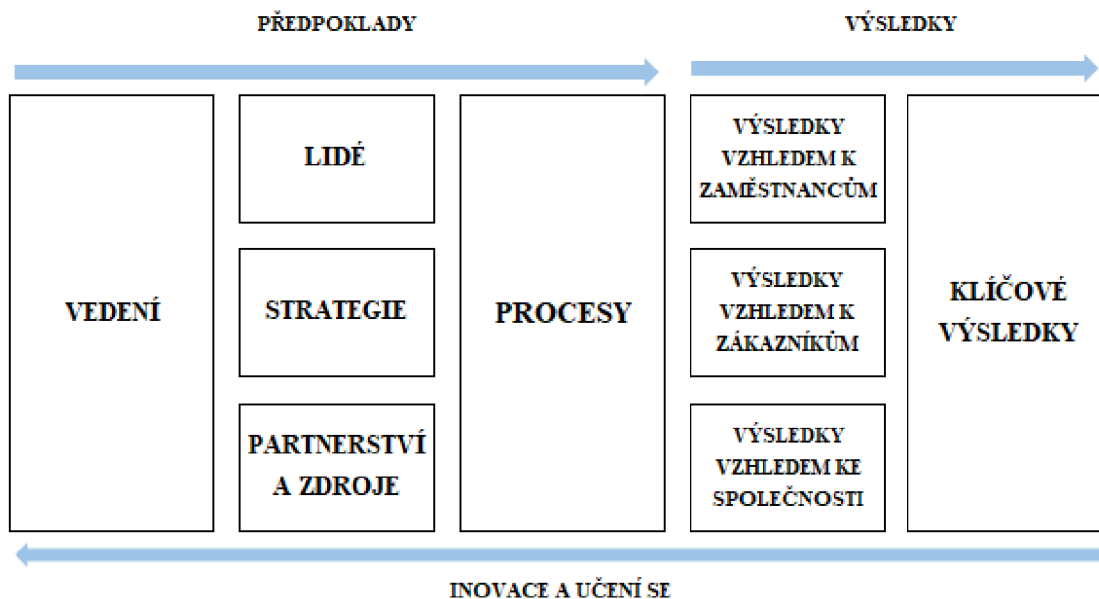 PŘEDPOKLADY
VÝSLEDKY
VEDENÍ
LIDÉ
STRATEGIE
PARTNERSTVÍ
A ZDROJE
PROCESY
VÝSLEDKY
VZHLEDEM K
ZAMĚSTNANCŮM
VÝSLEDKY
VZHLEDEM K
ZÁKAZNÍKŮM
VÝSLEDKY
VZHLEDEM KE
SPOLEČNOSTI
KLÍČOVÉ
VÝSLEDKY
INOVACE A UČENÍ SE